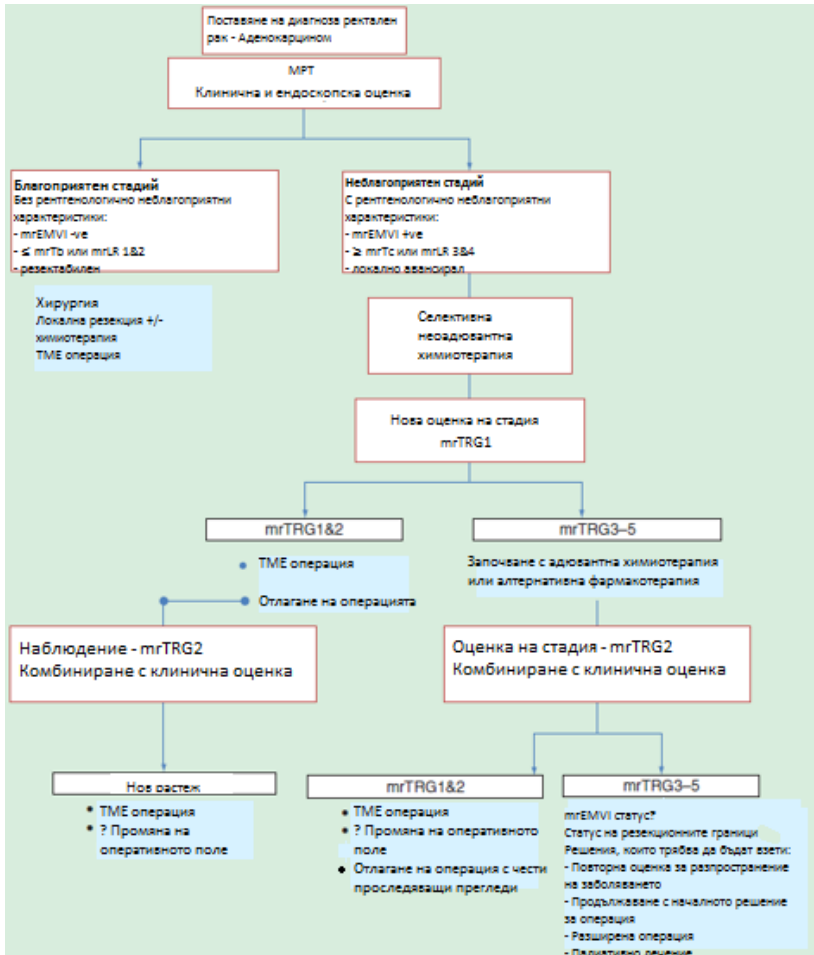 Поставяне на диагноза ректален
рак - Аденокарцином
МРТ
Клинична и ендоскопска оценка
Благоприятен стадий
Без рентгенологично неблагоприятни
характеристики:
- mrEMVI -ve
- ≤ mrTb или mrLR 1&2
- резектабилен
Неблагоприятен стадий
С рентгенологично неблагоприятни
характеристики:
- mrEMVI +ve
- ≥ mrTc или mrLR 3&4
- локално авансирал
Хирургия
Локална резекция +/-
химиотерапия
ТМЕ операция
Селективна
неоадювантна
химиотерапия
Нова оценка на стадия
mrTRG1
mrTRG1&2
mrTRG3–5
• ТМЕ операция
Отлагане на операцията
Започване с адювантна химиотерапия
или алтернативна фармакотерапия
Наблюдение - mrTRG2
Комбиниране с клинична оценка
Оценка на стадия - mrTRG2
Комбиниране с клинична оценка
Нов растеж
• ТМЕ операция
• ? Промяна на
оперативното поле
mrTRG1&2
• ТМЕ операция
• ? Промяна на оперативното
поле
• Отлагане на операция с чести
проследяващи прегледи
mrTRG3–5
mrEMVI статус?
Статус на резекционните граници
Решения, които трябва да бъдат взети:
- Повторна оценка за разпространение
на заболяването
- Продължаване с началното решение
за операция
- Разширена операция
- Палиативно лечение